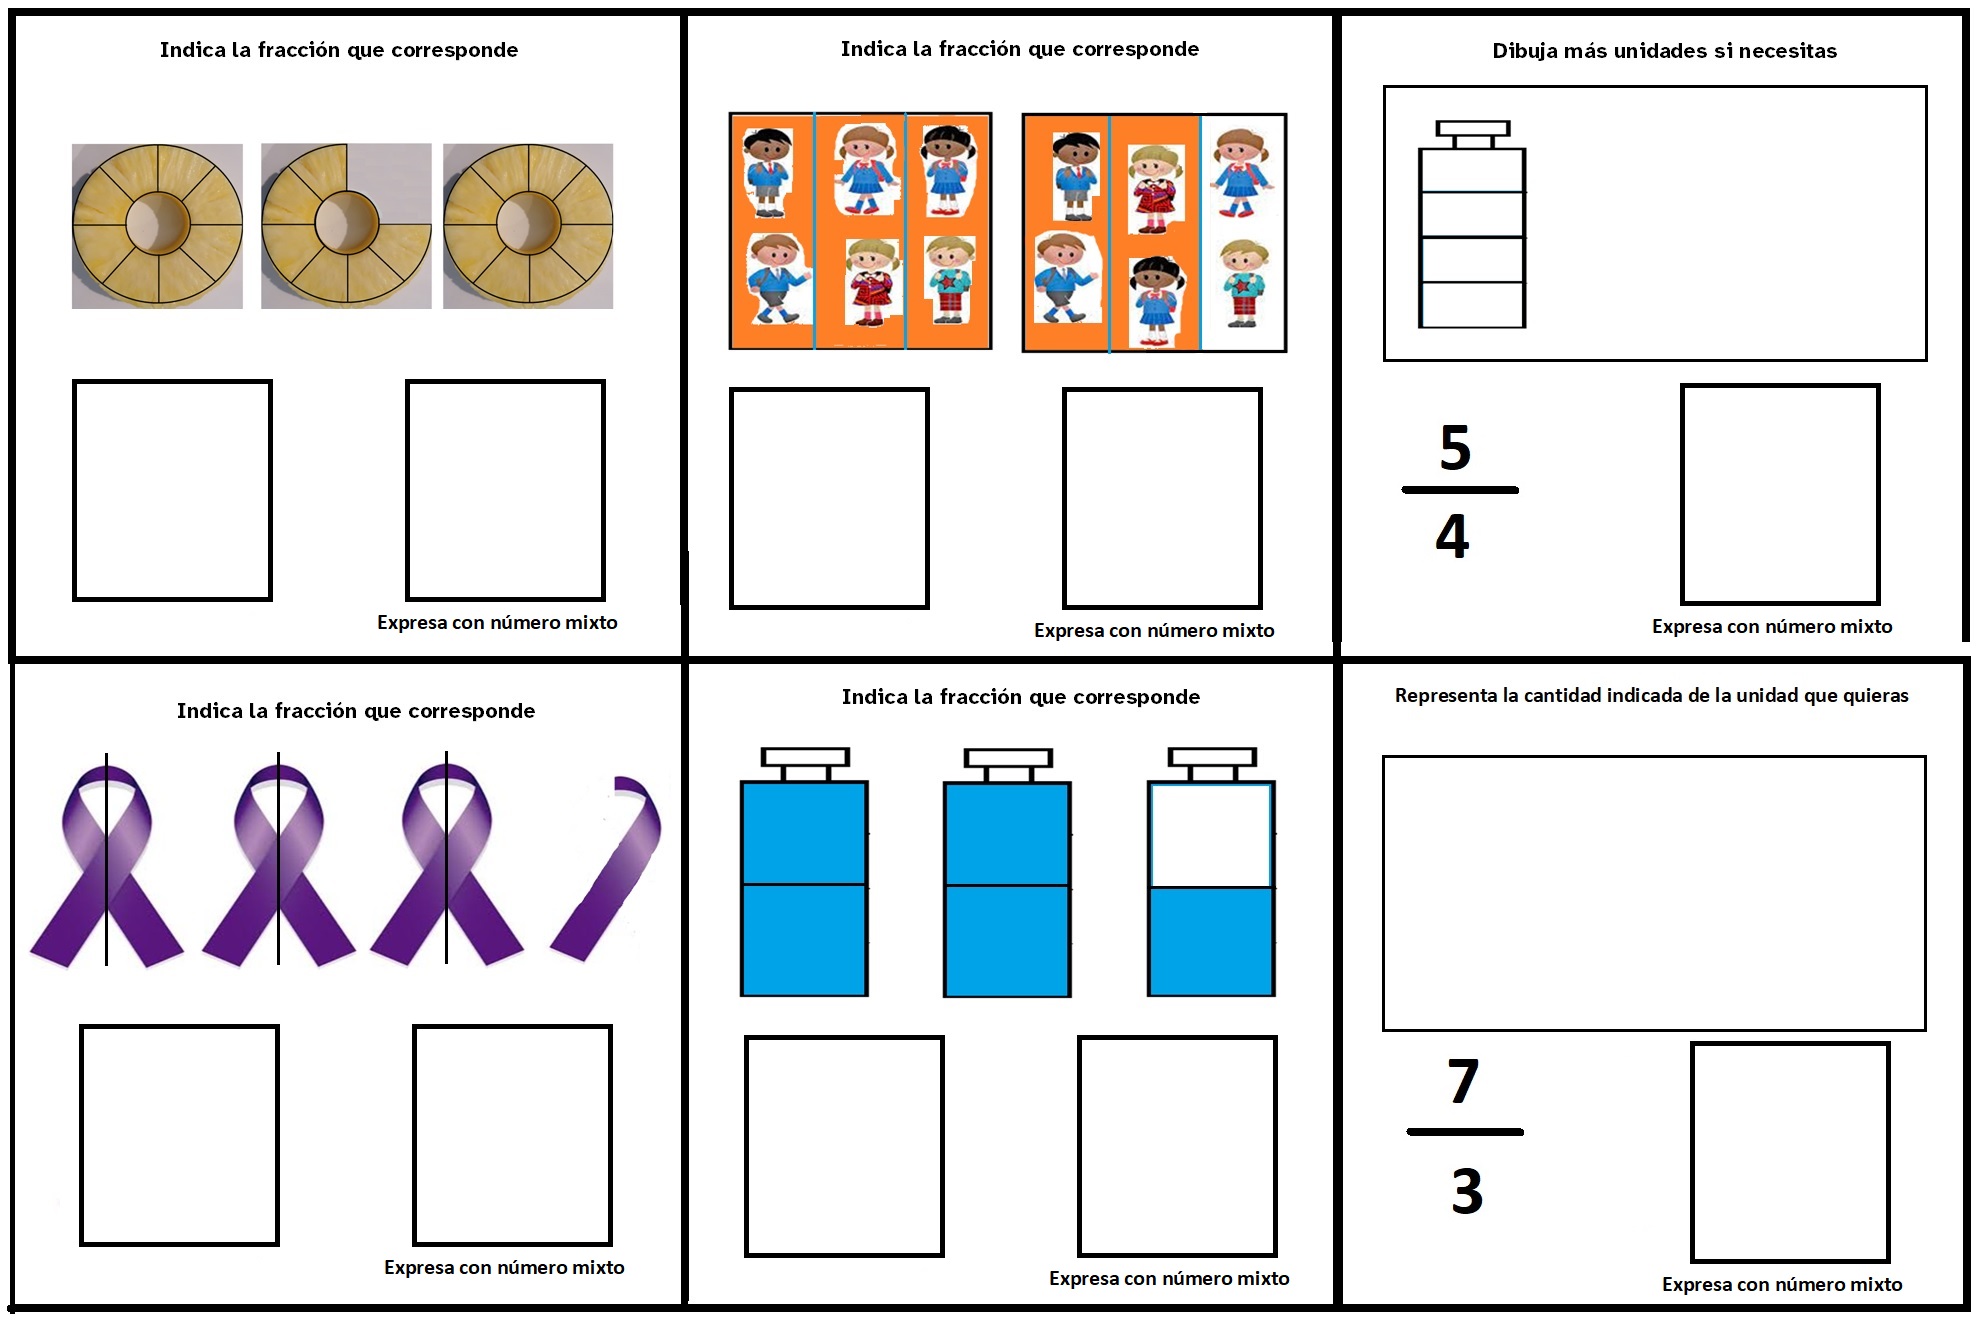 Indica la fracción que corresponde
Expresa con número mixto
Indica la fracción que corresponde
Expresa con número mixto
Dibuja más unidades si necesitas
5
4
Expresa con número mixto
Indica la fracción que corresponde
Expresa con número mixto
Indica la fracción que corresponde
Expresa con número mixto
Representa la cantidad indicada de la unidad que quieras
7
3
Expresa con número mixto